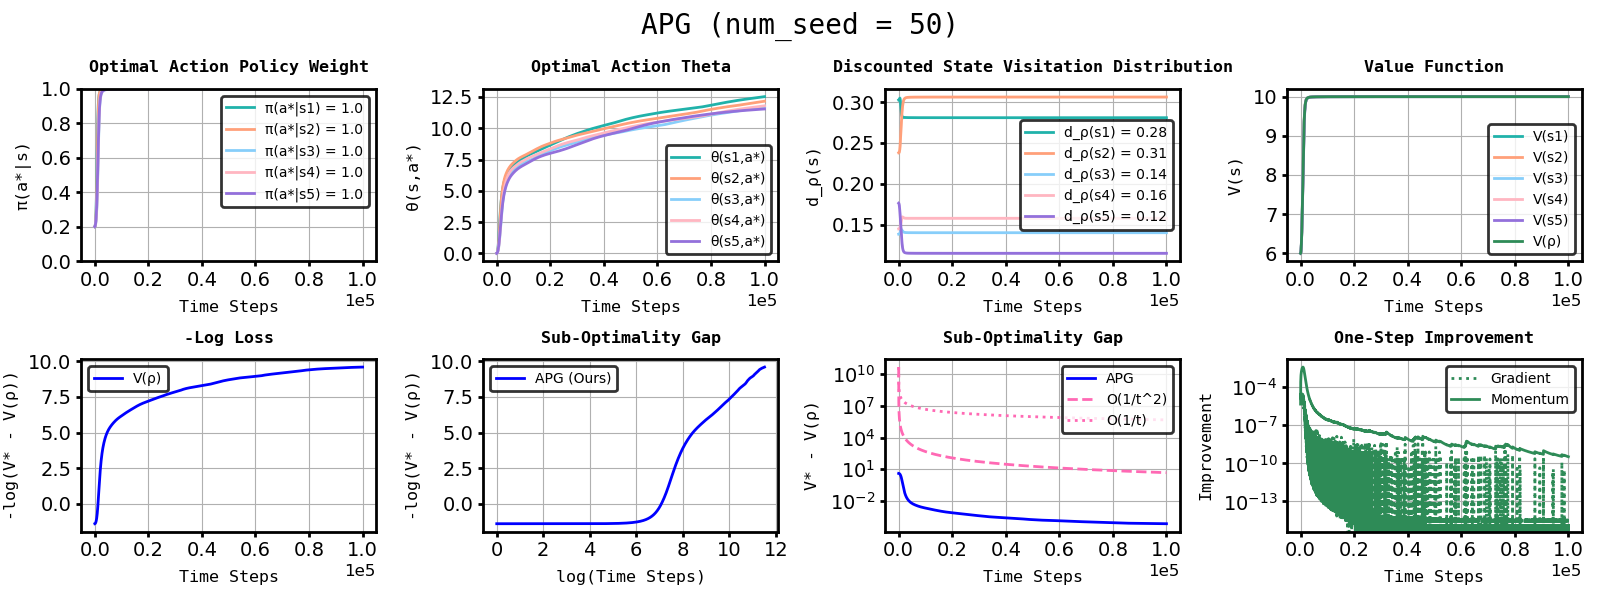 APG (num_seed = 50)
Optimal Action Policy Weight
π(a*|s)
1.0
0.8
0.6
0.4
0.2
0.0
π(a*|s1) = 1.0
π(a*|s2) = 1.0
π(a*|s3) = 1.0
π(a*|s4) = 1.0
π(a*|s5) = 1.0
0.0 0.2 0.4 0.6 0.8 1.0
1e5
Time Steps
Optimal Action Theta
θ(s,a*)
12.5
10.0
7.5
5.0
2.5
0.0
θ(s1,a*)
θ(s2,a*)
θ(s3,a*)
θ(s4,a*)
θ(s5,a*)
0.0 0.2 0.4 0.6 0.8 1.0
1e5
Time Steps
Discounted State Visitation Distribution
d_ρ(s)
0.30
0.25
0.20
0.15
d_ρ(s1) = 0.28
d_ρ(s2) = 0.31
d_ρ(s3) = 0.14
d_ρ(s4) = 0.16
d_ρ(s5) = 0.12
0.0 0.2 0.4 0.6 0.8 1.0
1e5
Time Steps
Value Function
V(s)
10
9
8
7
6
V(s1)
V(s2)
V(s3)
V(s4)
V(s5)
V(ρ)
0.0 0.2 0.4 0.6 0.8 1.0
1e5
Time Steps
-Log Loss
-log(V* - V(ρ))
10.0
7.5
5.0
2.5
0.0
V(ρ)
0.0 0.2 0.4 0.6 0.8 1.0
1e5
Time Steps
Sub-Optimality Gap
-log(V* - V(ρ))
10.0
7.5
5.0
2.5
0.0
APG (Ours)
0 2 4 6 8 10 12
log(Time Steps)
Sub-Optimality Gap
V* - V(ρ)
10^10
10^7
10^4
10^1
10^−2
APG
O(1/t^2)
O(1/t)
0.0 0.2 0.4 0.6 0.8 1.0
1e5
Time Steps
One-Step Improvement
Improvement
10^−4
10^−7
10^−10
10^−13
Gradient
Momentum
0.0 0.2 0.4 0.6 0.8 1.0
1e5
Time Steps